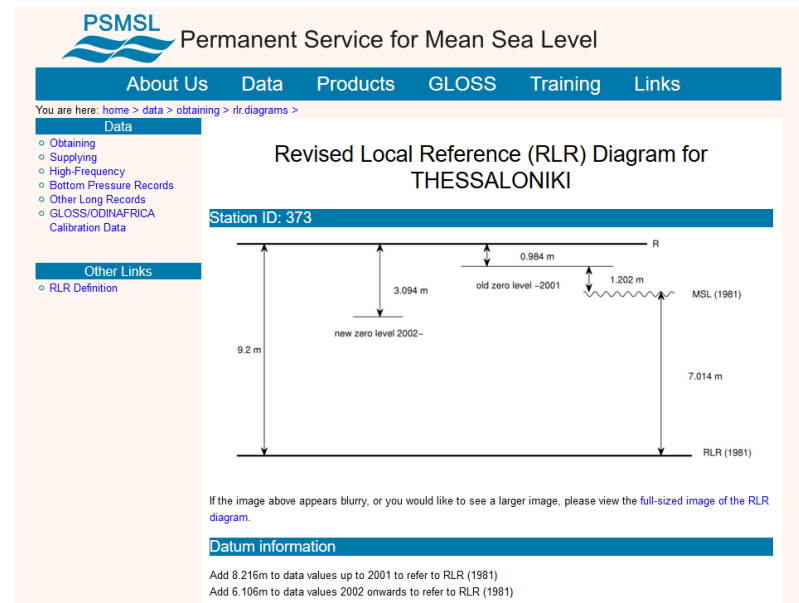 PSMSL
Permanent Service for Mean Sea Level
About Us Data Products GLOSS Training Links
You are here: home > data > obtaining > rlr.diagrams >
Data
Obtaining
Supplying
High-Frequency
Bottom Pressure Records
Other Long Records
GLOSS/ODINAFRICA
Calibration Data
Other Links
RLR Definition
Revised Local Reference (RLR) Diagram for
THESSALONIKI
Station ID: 373
R
0.984 m
3.094 m
old zero level −2001
1.202 m
MSL (1981)
new zero level 2002−
9.2 m
7.014 m
RLR (1981)
If the image above appears blurry, or you would like to see a larger image, please view the full-sized image of the RLR
diagram.
Datum information
Add 8.216m to data values up to 2001 to refer to RLR (1981)
Add 6.106m to data values 2002 onwards to refer to RLR (1981)